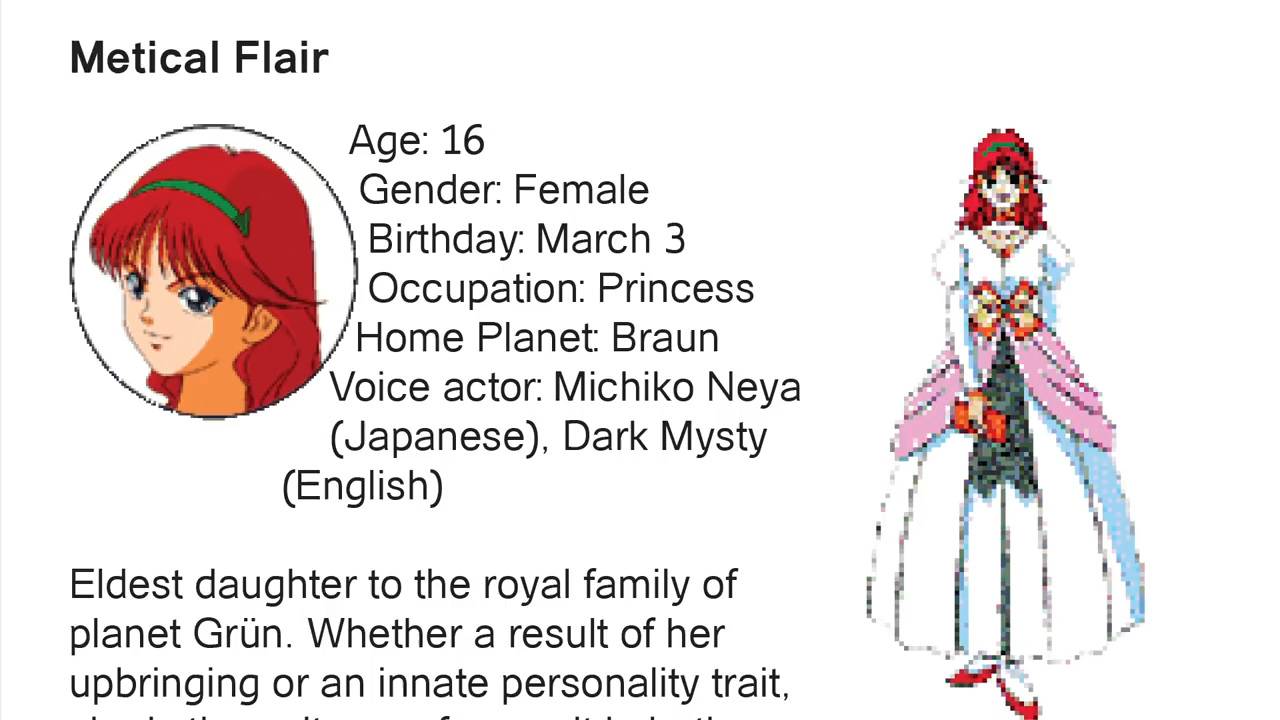 Metical Flair
Age: 16
Gender: Female
Birthday: March 3
Occupation: Princess
Home Planet: Braun
Voice actor: Michiko Neya
(Japanese), Dark Mysty
(English)
Eldest daughter to the royal family of
planet Grün. Whether a result of her
upbringing or an innate personality trait,